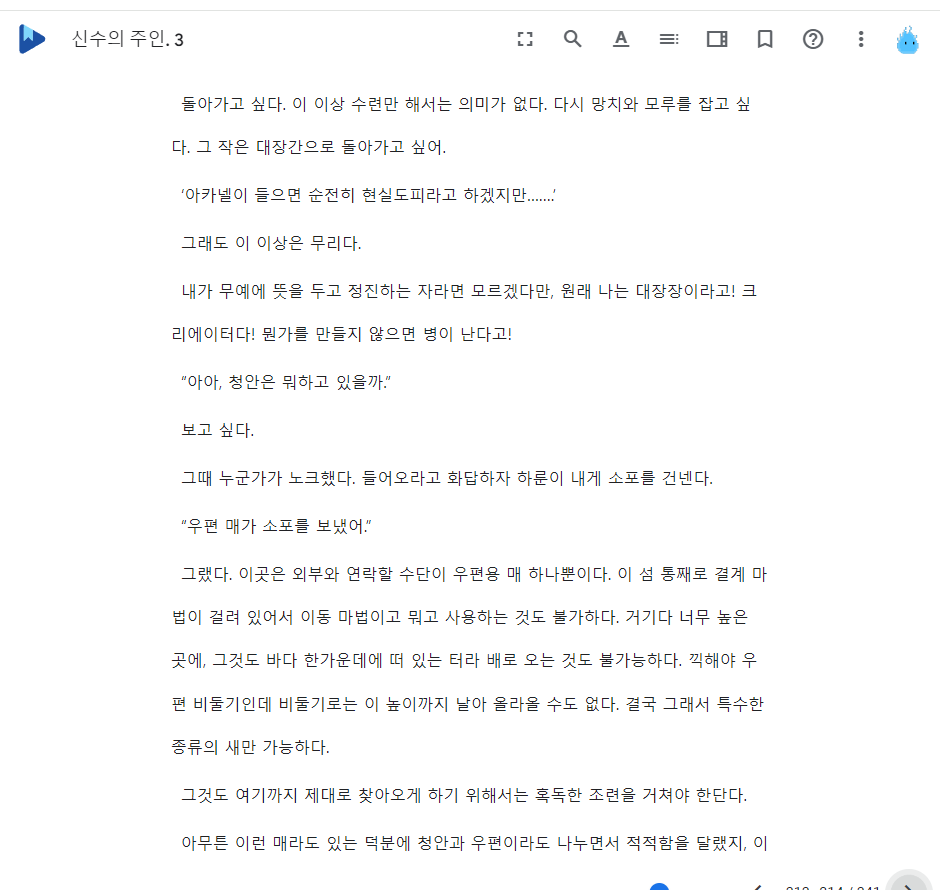 신수의 주인. 3
돌아가고 싶다. 이 이상 수련만 해서는 의미가 없다. 다시 망치와 모루를 잡고 싶
다. 그 작은 대장간으로 돌아가고 싶어.
‘아카넬이 들으면 순전히 현실도피라고 하겠지만…….’
그래도 이 이상은 무리다.
내가 무예에 뜻을 두고 정진하는 자라면 모르겠다만, 원래 나는 대장장이라고! 크
리에이터다! 뭔가를 만들지 않으면 병이 난다고!
“아아, 청안은 뭐하고 있을까.”
보고 싶다.
그때 누군가가 노크했다. 들어오라고 화답하자 하룬이 내게 소포를 건넨다.
“우편 매가 소포를 보냈어.”
그랬다. 이곳은 외부와 연락할 수단이 우편용 매 하나뿐이다. 이 섬 통째로 결계 마
법이 걸려 있어서 이동 마법이고 뭐고 사용하는 것도 불가하다. 거기다 너무 높은
곳에, 그것도 바다 한가운데에 떠 있는 터라 배로 오는 것도 불가능하다. 끽해야 우
편 비둘기인데 비둘기로는 이 높이까지 날아 올라올 수도 없다. 결국 그래서 특수한
종류의 새만 가능하다.
그것도 여기까지 제대로 찾아오게 하기 위해서는 혹독한 조련을 거쳐야 한단다.
아무튼 이런 매라도 있는 덕분에 청안과 우편이라도 나누면서 적적함을 달랬지, 이